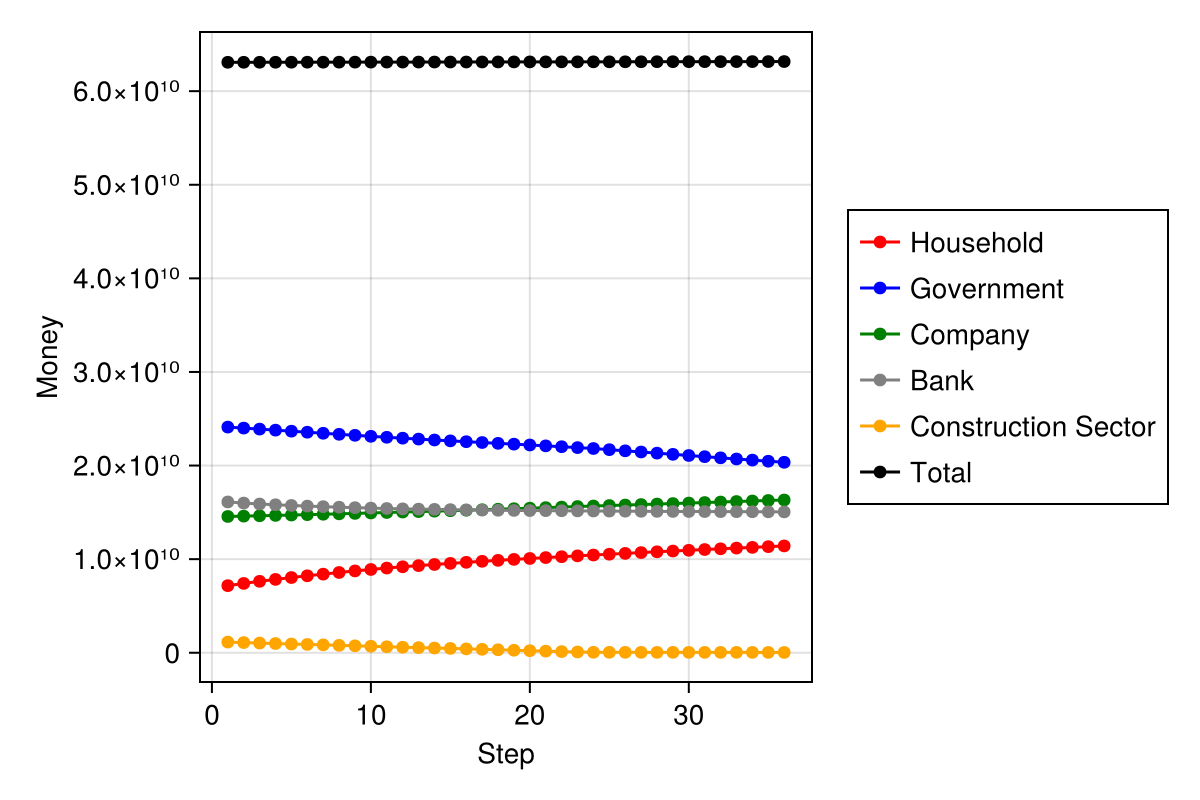 6.0×10¹⁰
5.0×10¹⁰
4.0×10¹⁰
3.0×10¹⁰
2.0×10¹⁰
1.0×10¹⁰
0
Money
0 10 20 30
Step
Household
Government
Company
Bank
Construction Sector
Total